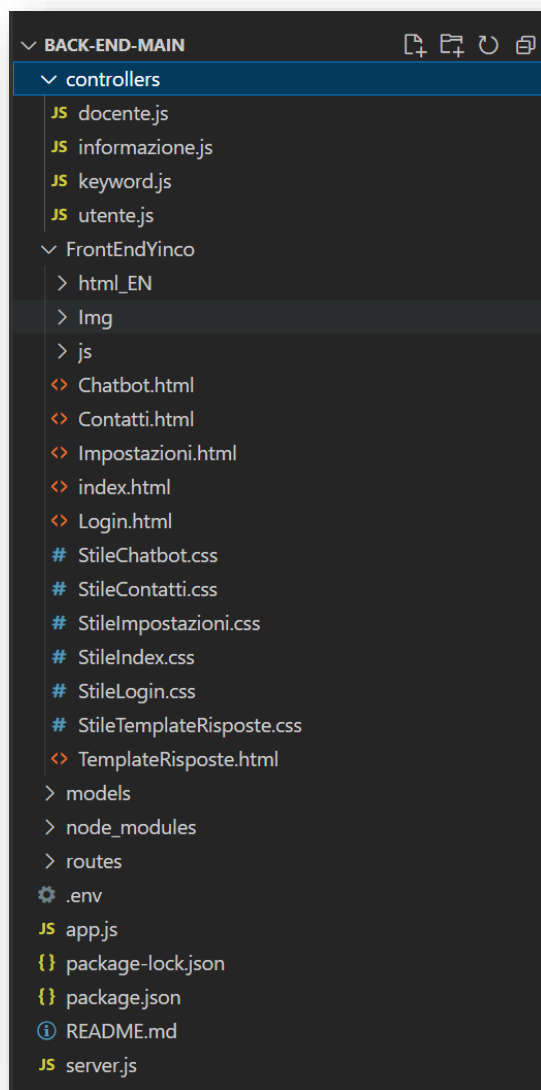 BACK-END-MAIN
controllers
JS docente.js
JS informazione.js
JS keyword.js
JS utente.js
FrontEndYinco
html_EN
Img
js
<> Chatbot.html
<> Contatti.html
<> Impostazioni.html
<> index.html
<> Login.html
# StileChatbot.css
# StileContatti.css
# StileImpostazioni.css
# StileIndex.css
# StileLogin.css
# StileTemplateRisposte.css
<> TemplateRisposte.html
models
node_modules
routes
.env
JS app.js
{} package-lock.json
{} package.json
README.md
JS server.js